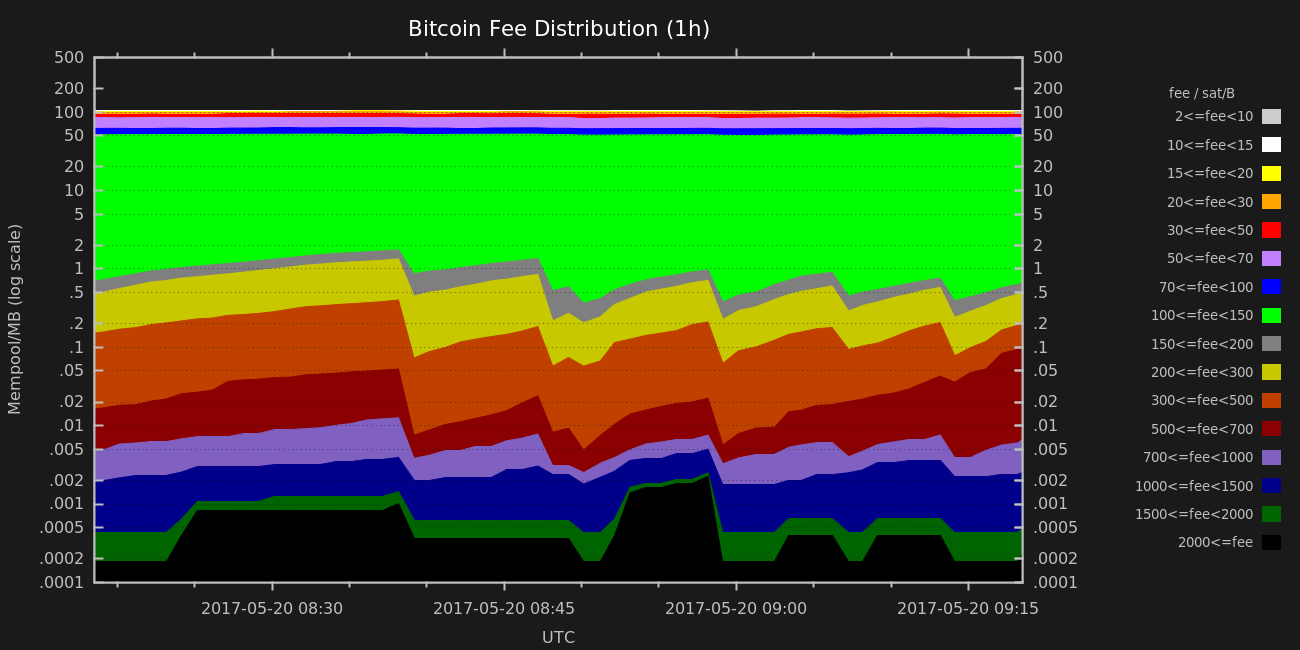 Bitcoin Fee Distribution (1h)
Mempool/MB (log scale)
500
200
100
50
20
10
5
2
1
.5
.2
.1
.05
.02
.01
.005
.002
.001
.0005
.0002
.0001
500
200
100
50
20
10
5
2
1
.5
.2
.1
.05
.02
.01
.005
.002
.001
.0005
.0002
.0001
2017-05-20 08:30 2017-05-20 08:45 2017-05-20 09:00 2017-05-20 09:15
UTC
fee / sat/B
2<=fee<10
10<=fee<15
15<=fee<20
20<=fee<30
30<=fee<50
50<=fee<70
70<=fee<100
100<=fee<150
150<=fee<200
200<=fee<300
300<=fee<500
500<=fee<700
700<=fee<1000
1000<=fee<1500
1500<=fee<2000
2000<=fee